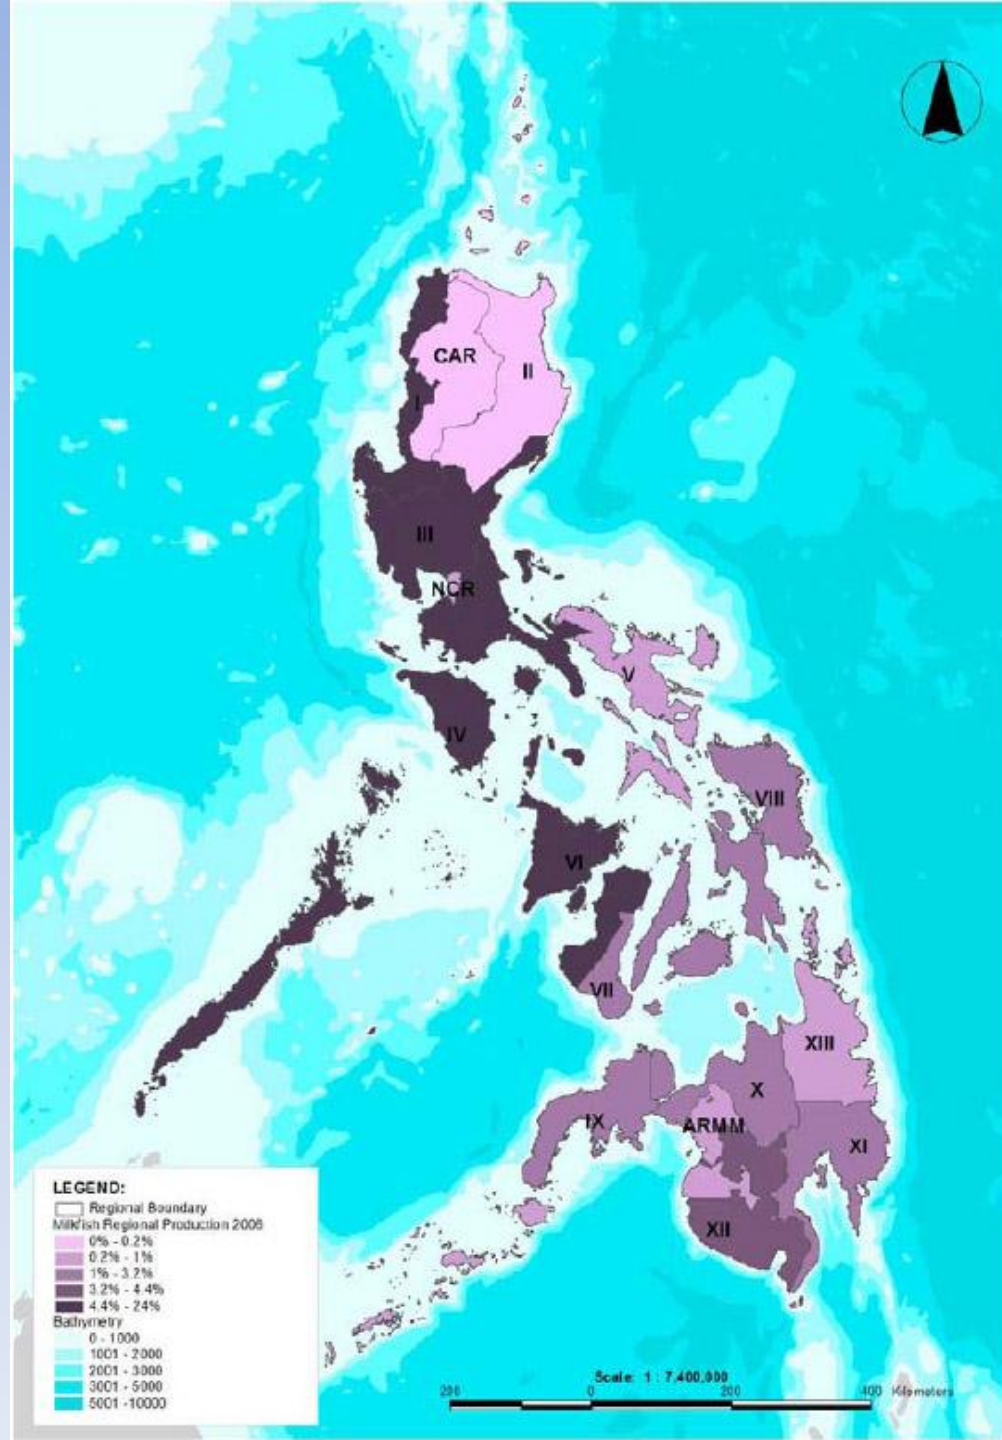 CAR
II
I
III
NCR
V
IV
VIII
VI
VII
XIII
X
IX
ARMM
XI
XII
LEGEND:
Regional Boundary
Milkfish Regional Production 2006
0% - 0.2%
0.2% - 1%
1% - 3.2%
3.2% - 4.4%
4.4% - 24%
Bathymetry
0 - 1000
1001 - 2000
2001 - 3000
3001 - 5000
5001 -10000
Scale: 1 : 7,400,000
200 0 200 400 Kilometers